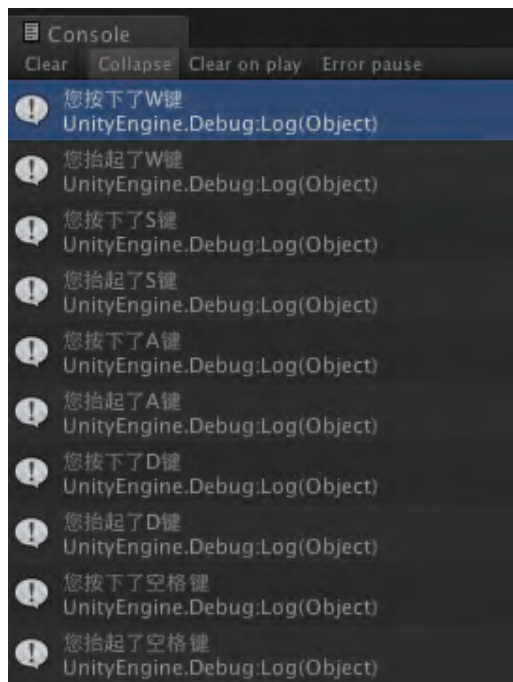 Console
Clear Collapse Clear on play Error pause
您按下了W键
UnityEngine.Debug:Log(Object)
您抬起了W键
UnityEngine.Debug:Log(Object)
您按下了S键
UnityEngine.Debug:Log(Object)
您抬起了S键
UnityEngine.Debug:Log(Object)
您按下了A键
UnityEngine.Debug:Log(Object)
您抬起了A键
UnityEngine.Debug:Log(Object)
您按下了D键
UnityEngine.Debug:Log(Object)
您抬起了D键
UnityEngine.Debug:Log(Object)
您按下了空格键
UnityEngine.Debug:Log(Object)
您抬起了空格键
UnityEngine.Debug:Log(Object)